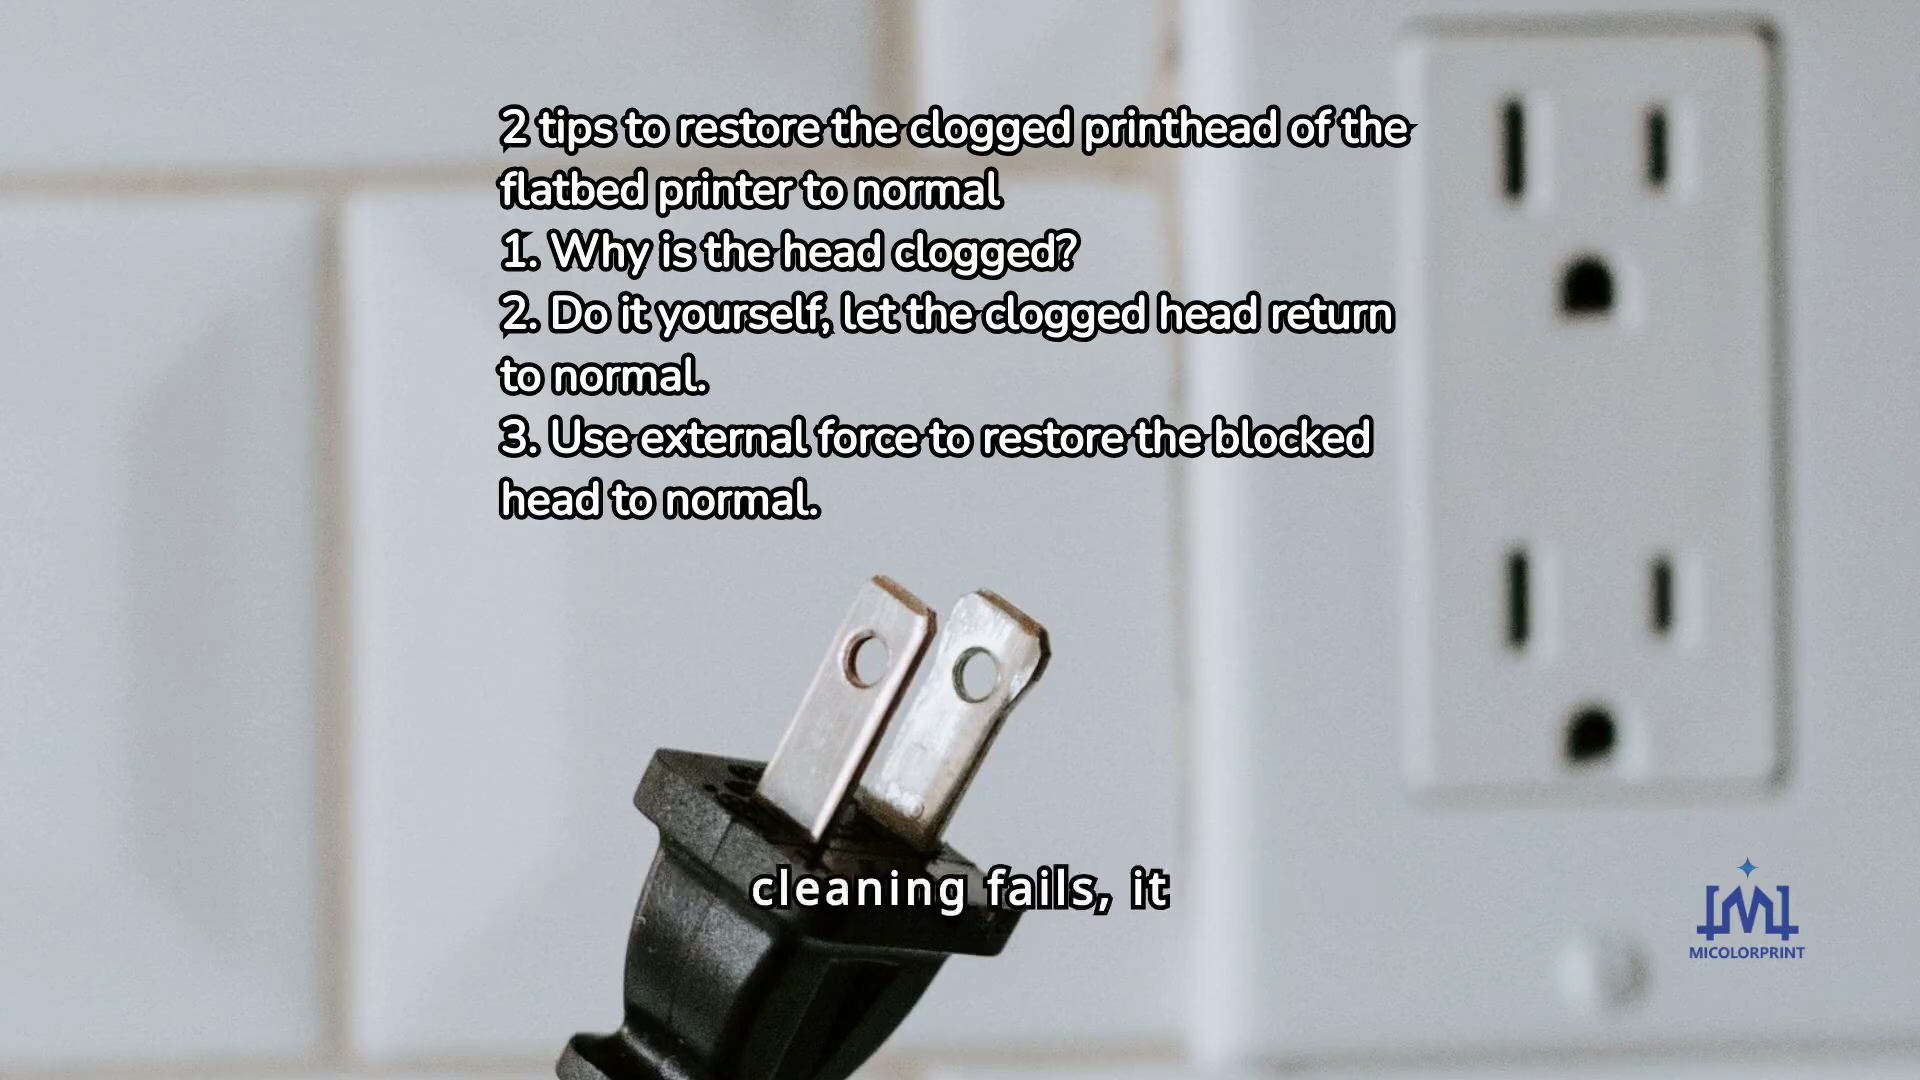 2 tips to restore the clogged printhead of the
flatbed printer to normal
1. Why is the head clogged?
2. Do it yourself, let the clogged head return
to normal.
3. Use external force to restore the blocked
head to normal.
cleaning fails, it
MICOLORPRINT